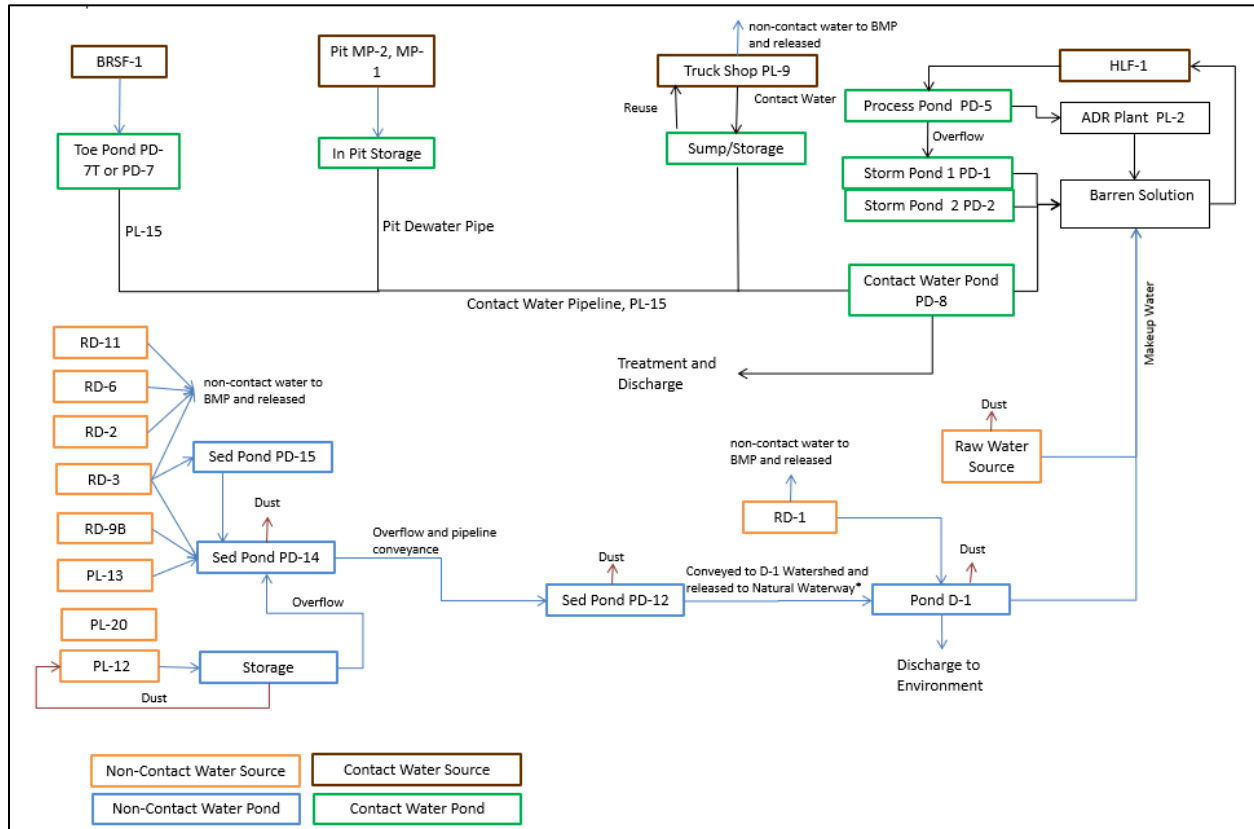 non-contact water to BMP
and released
BRSF-1
Pit MP-2, MP-
1
Truck Shop PL-9
HLF-1
Reuse
Contact Water
Process Pond PD-5
ADR Plant PL-2
Overflow
Toe Pond PD-
7T or PD-7
In Pit Storage
Sump/Storage
Storm Pond 1 PD-1
Storm Pond 2 PD-2
Barren Solution
PL-15
Pit Dewater Pipe
Contact Water Pond
PD-8
Contact Water Pipeline, PL-15
Makeup Water
Treatment and
Discharge
RD-11
RD-6
RD-2
RD-3
RD-9B
PL-13
PL-20
PL-12
non-contact water to
BMP and released
Sed Pond PD-15
Dust
Sed Pond PD-14
Overflow and pipeline
conveyance
Overflow
Storage
Dust
Dust
Sed Pond PD-12
Conveyed to D-1 Watershed and
released to Natural Waterway*
non-contact water to
BMP and released
RD-1
Dust
Raw Water
Source
Dust
Pond D-1
Discharge to
Environment
Non-Contact Water Source
Contact Water Source
Non-Contact Water Pond
Contact Water Pond